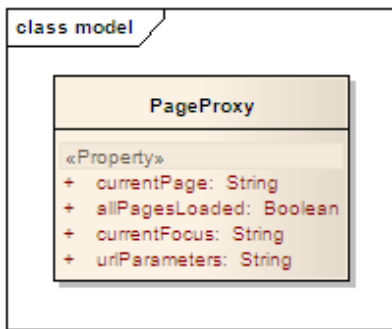 class model
PageProxy
«Property»
+ currentPage: String
+ allPagesLoaded: Boolean
+ currentFocus: String
+ urlParameters: String